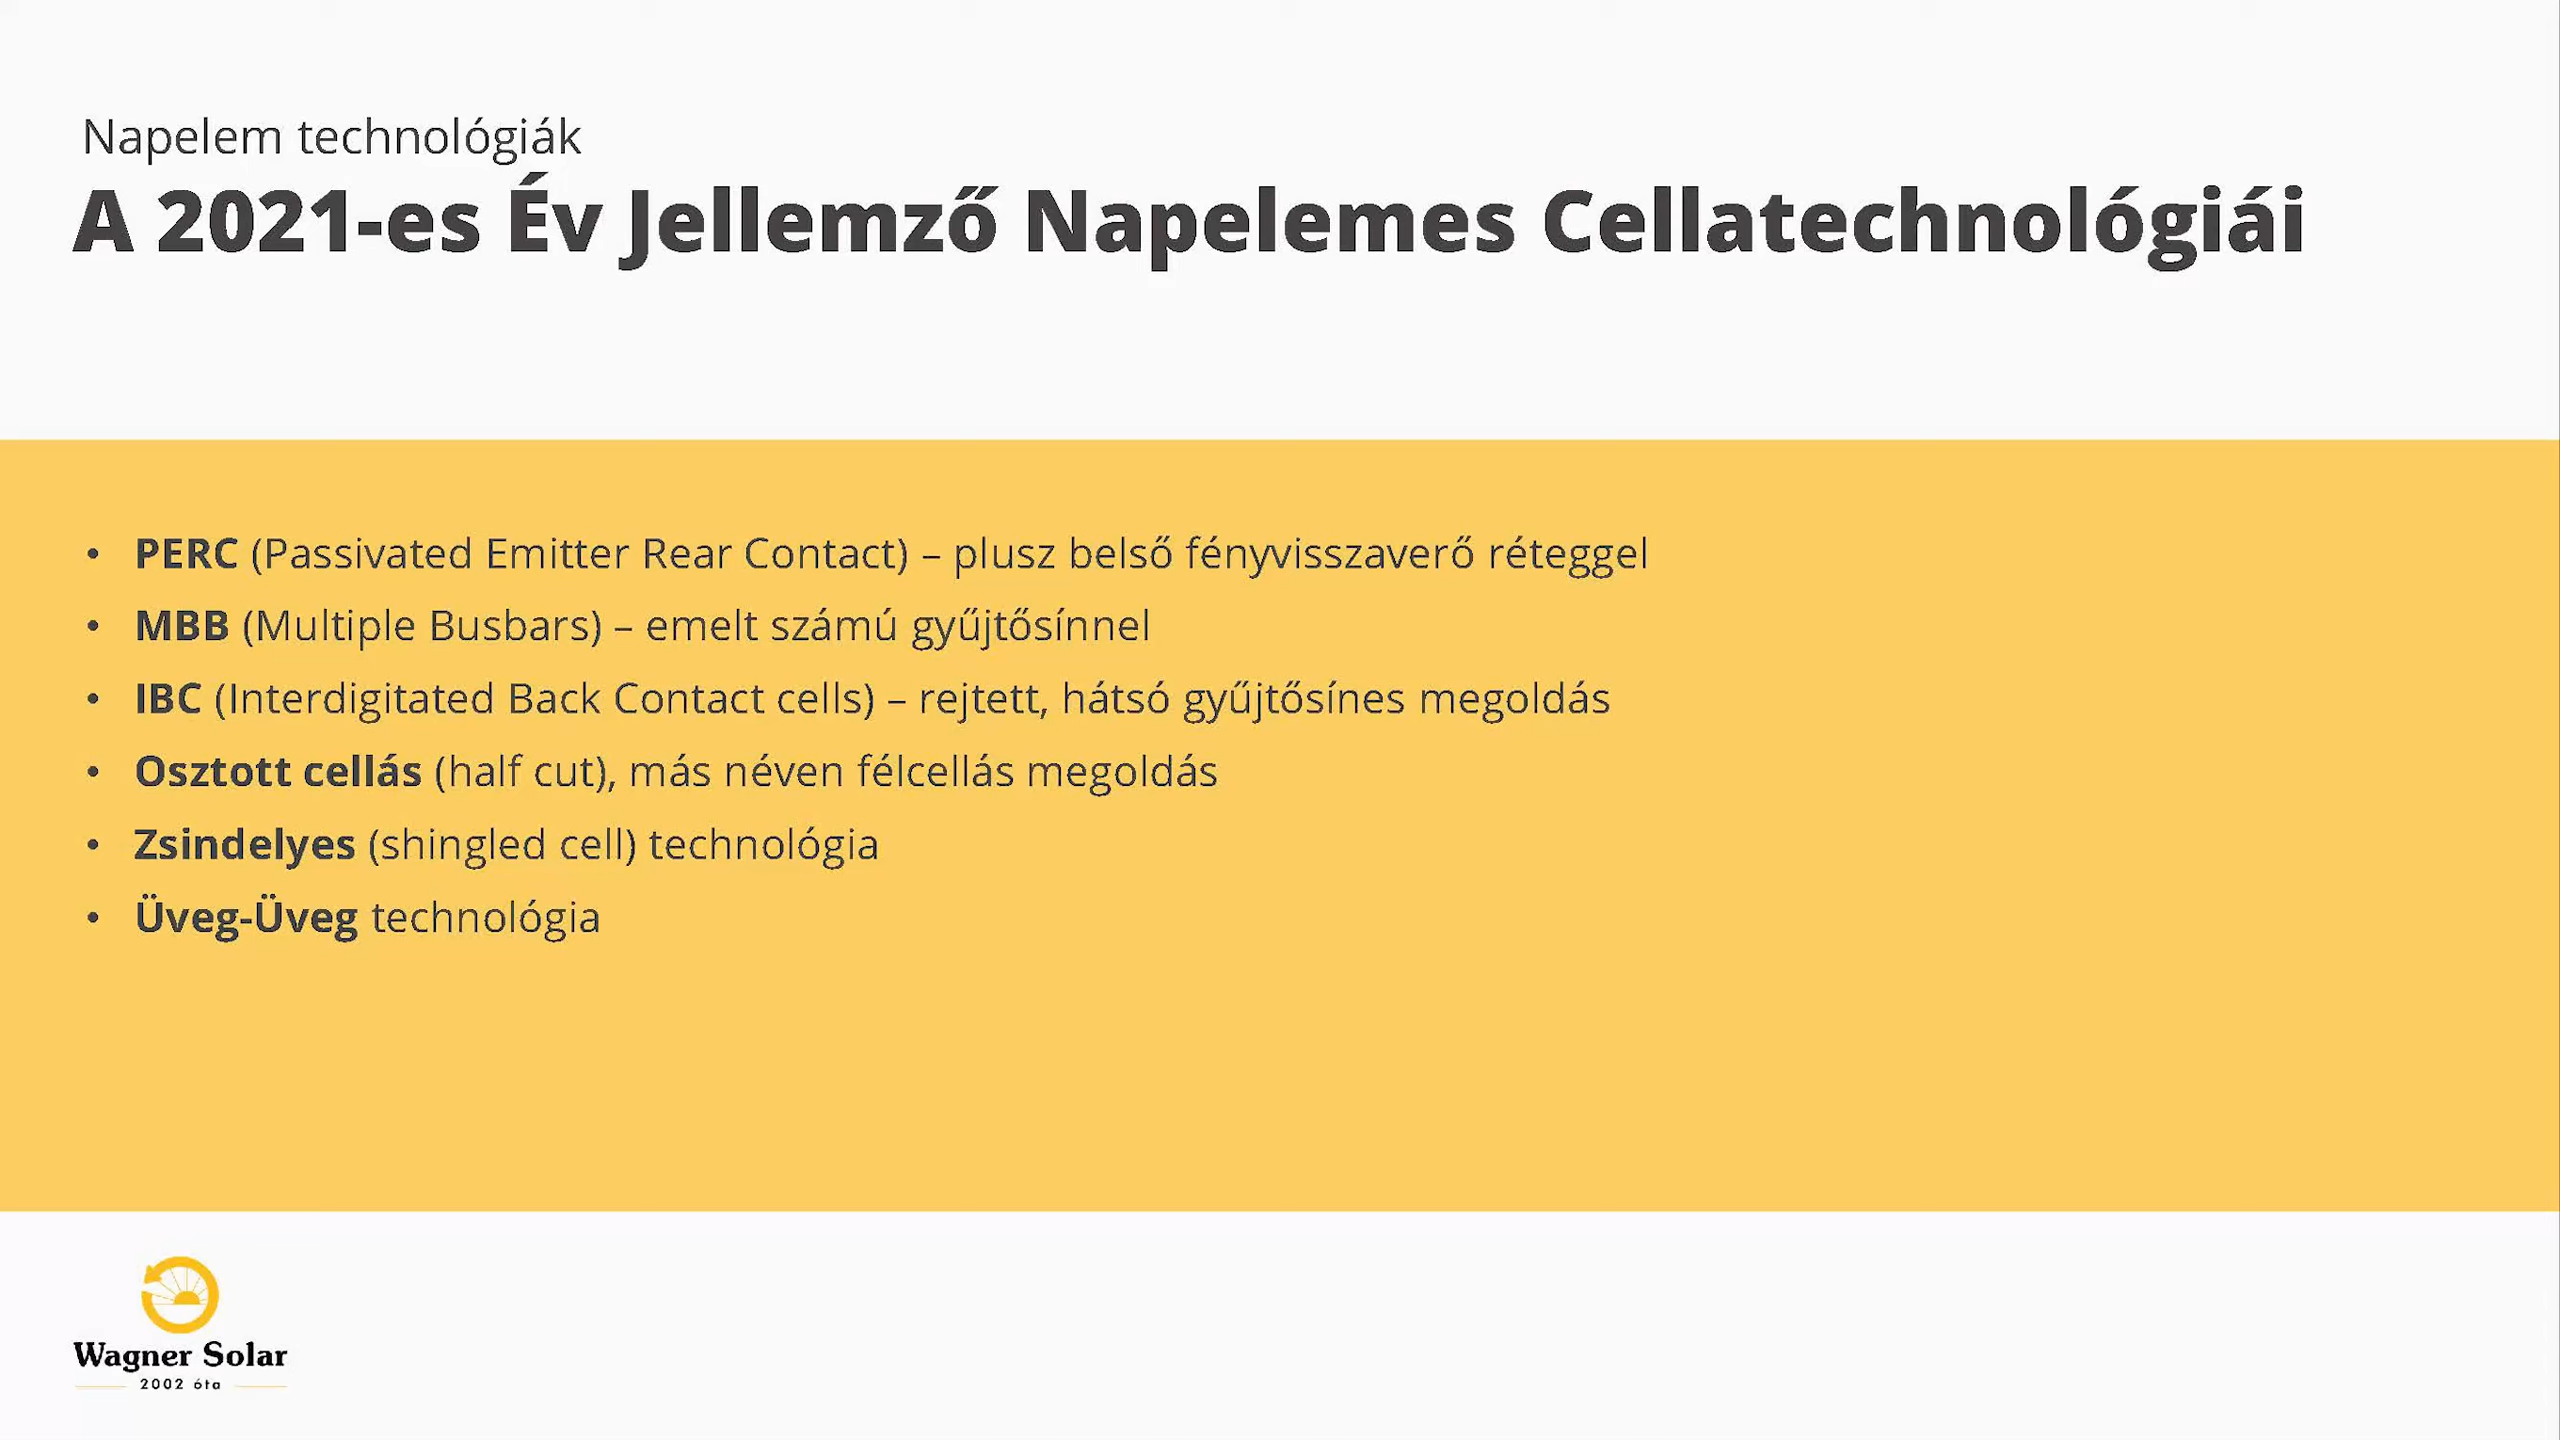 Napelem technológiák
A 2021-es Év Jellemző Napelemes Cellatechnológiái
• PERC (Passivated Emitter Rear Contact) – plusz belső fényvisszaverő réteggel
• MBB (Multiple Busbars) – emelt számú gyűjtősínnel
• IBC (Interdigitated Back Contact cells) – rejtett, hátsó gyűjtősínes megoldás
• Osztott cellás (half cut), más néven félcellás megoldás
• Zsindelyes (shingled cell) technológia
• Üveg-Üveg technológia
Wagner Solar
2002 óta